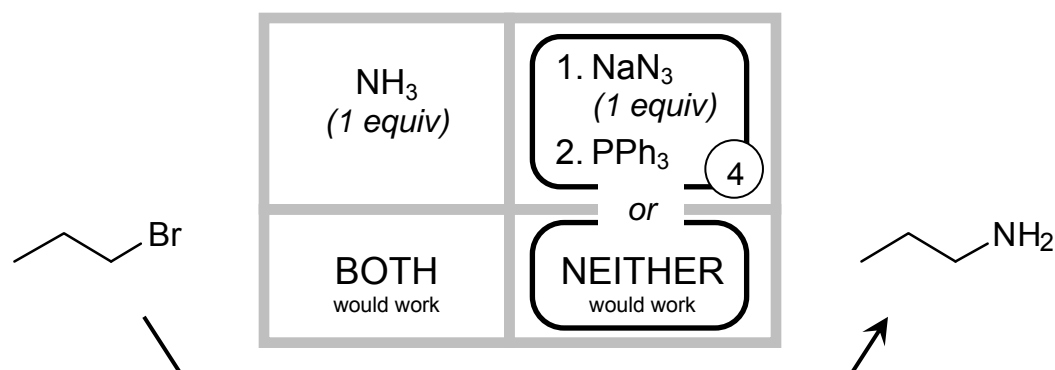 NH₃
(1 equiv)
1. NaN₃
(1 equiv)
2. PPh₃
4
or
Br
NH₂
BOTH
would work
NEITHER
would work